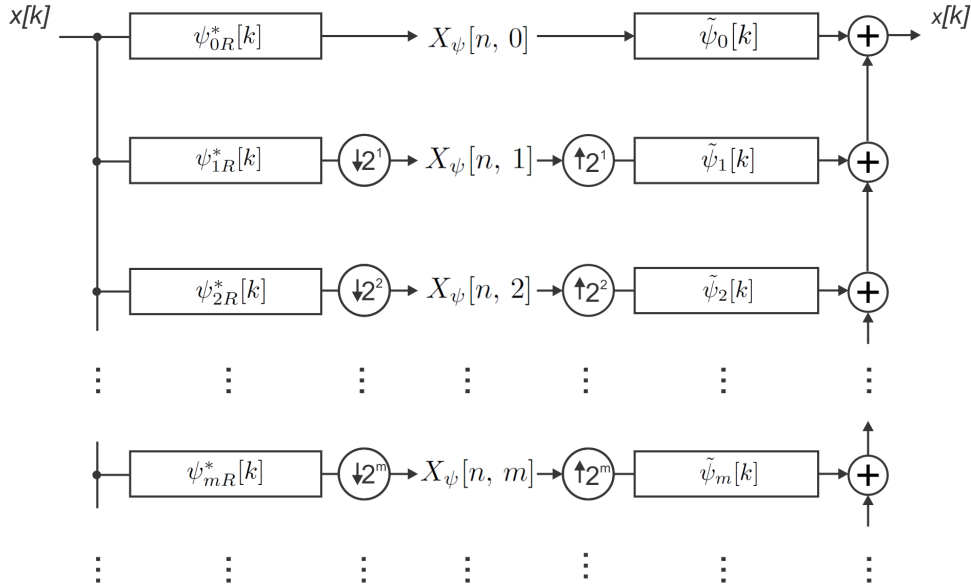 x[k] ψ*₀R[k] Xψ[n, 0] ψ̃₀[k] + x[k]
ψ*₁R[k] ↓2¹ Xψ[n, 1] ↑2¹ ψ̃₁[k] +
ψ*₂R[k] ↓2² Xψ[n, 2] ↑2² ψ̃₂[k] +
ψ*ₘR[k] ↓2ᵐ Xψ[n, m] ↑2ᵐ ψ̃ₘ[k] +